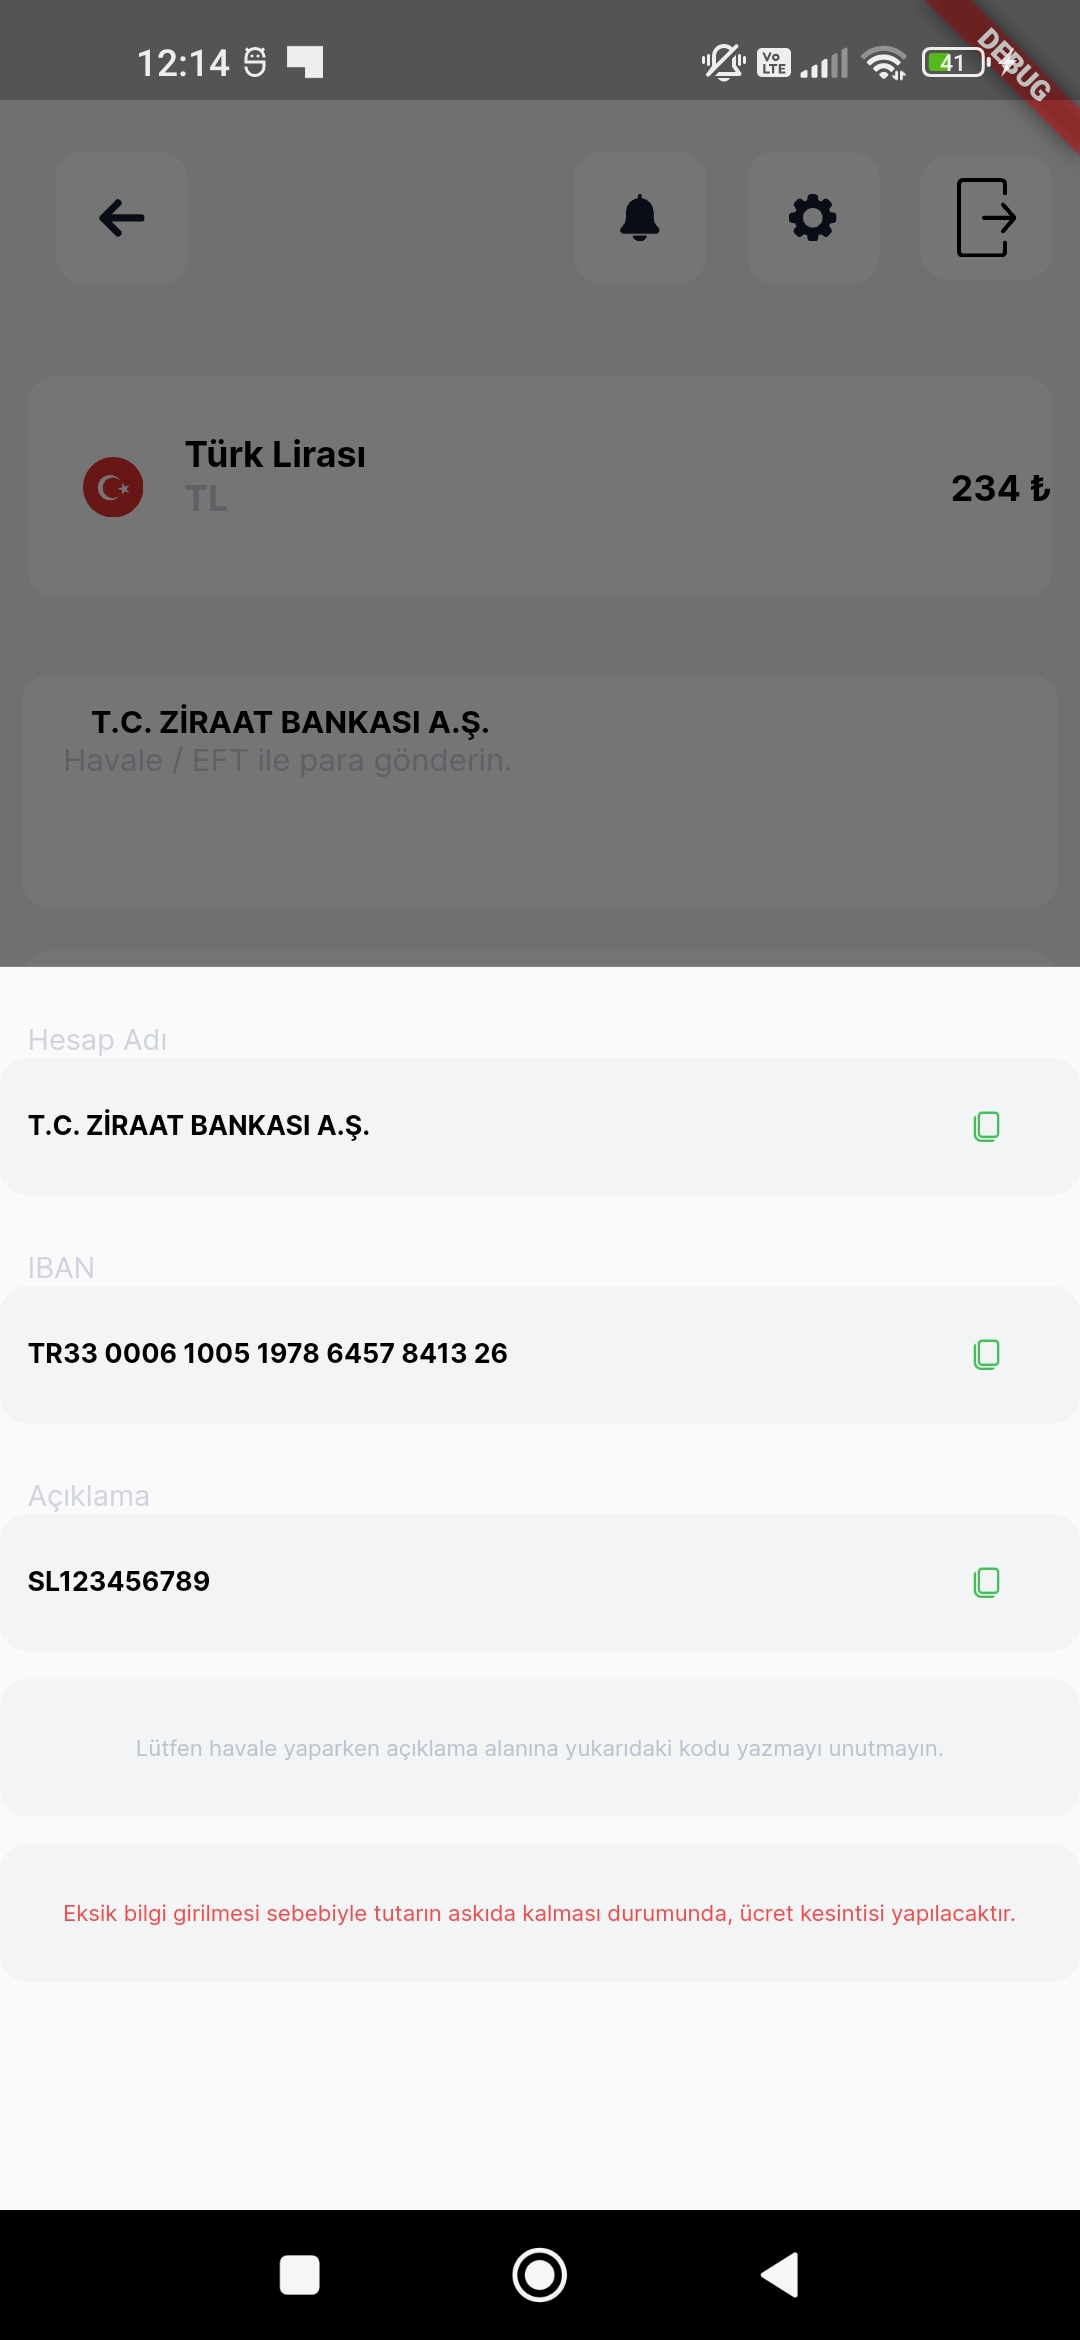 12:14
Vo LTE
41
DEBUG
Türk Lirası
TL
234 ₺
T.C. ZİRAAT BANKASI A.Ş.
Havale / EFT ile para gönderin.
Hesap Adı
T.C. ZİRAAT BANKASI A.Ş.
IBAN
TR33 0006 1005 1978 6457 8413 26
Açıklama
SL123456789
Lütfen havale yaparken açıklama alanına yukarıdaki kodu yazmayı unutmayın.
Eksik bilgi girilmesi sebebiyle tutarın askıda kalması durumunda, ücret kesintisi yapılacaktır.